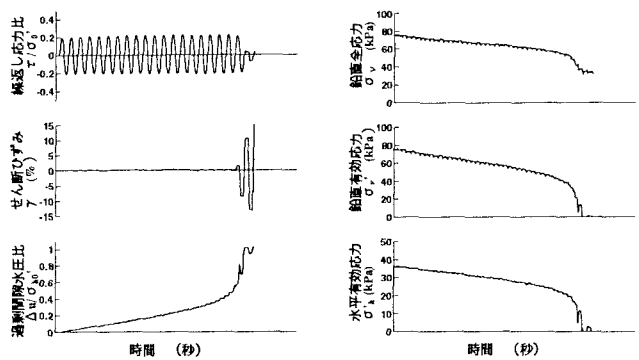 繰返し応力比
τ/σ₀'
0.4
0.2
0
-0.2
-0.4
せん断ひずみ
γ (%)
15
10
5
0
-5
-10
-15
過剰間隙水圧比
Δu/σ'h0
1
0.8
0.6
0.4
0.2
0
時間 (秒)
鉛直全応力
σv (kPa)
100
80
60
40
20
0
鉛直有効応力
σv' (kPa)
100
80
60
40
20
0
水平有効応力
σ'h (kPa)
50
40
30
20
10
0
時間 (秒)